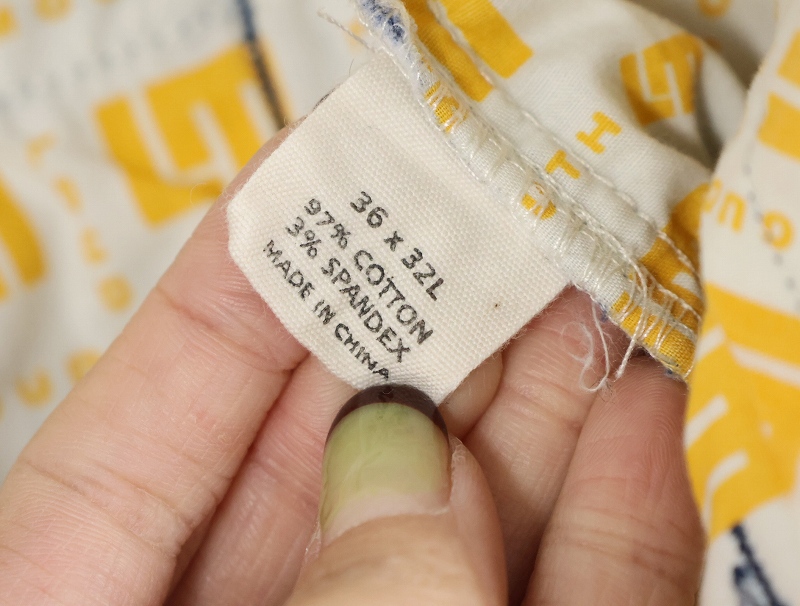 36 x 32L
97% COTTON
3% SPANDEX
MADE IN CHINA